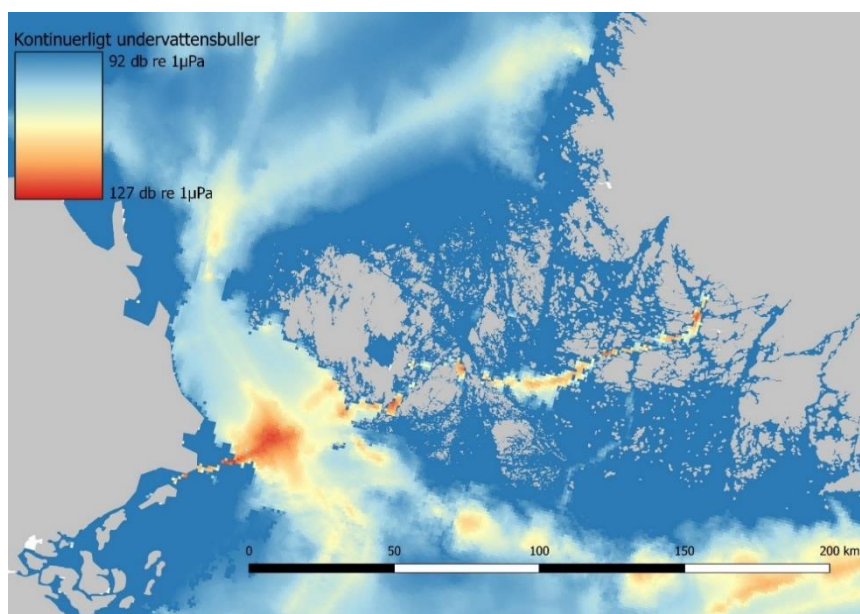 Kontinuerligt undervattensbuller
92 db re 1µPa
127 db re 1µPa
0 50 100 150 200 km